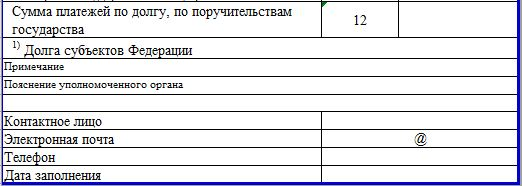 Сумма платежей по долгу, по поручительствам
государства 12
1) Долга субъектов Федерации
Примечание
Пояснение уполномоченного органа
Контактное лицо
Электронная почта @
Телефон
Дата заполнения